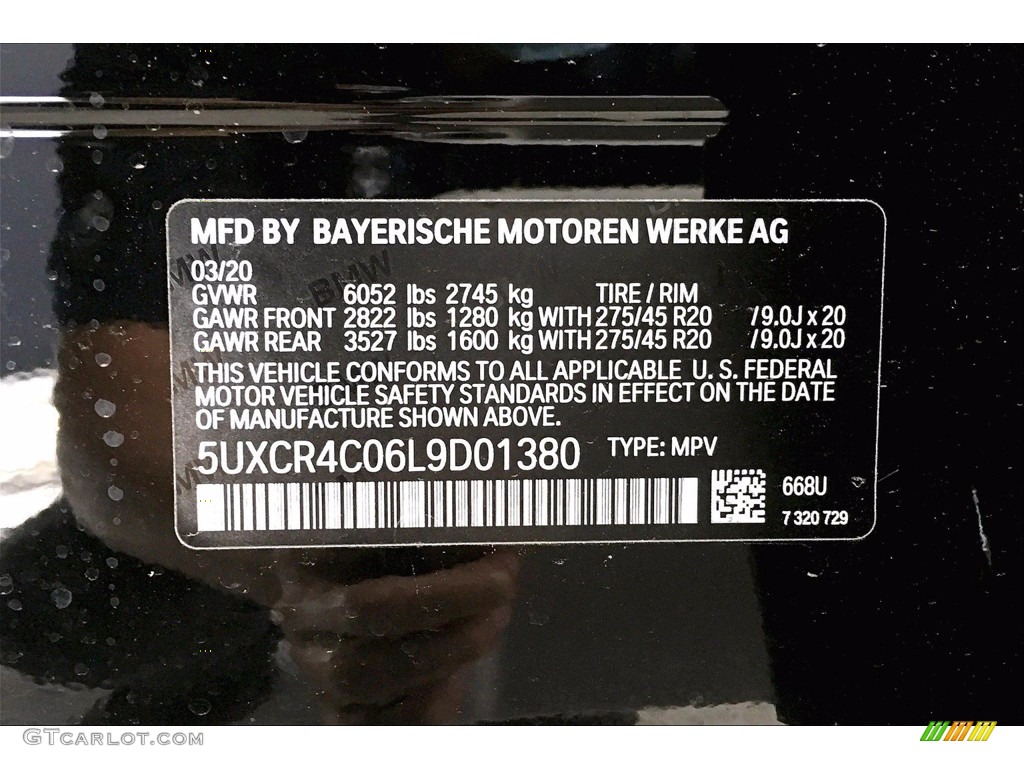 MFD BY BAYERISCHE MOTOREN WERKE AG
03/20
GVWR 6052 lbs 2745 kg TIRE / RIM
GAWR FRONT 2822 lbs 1280 kg WITH 275/45 R20 /9.0J x 20
GAWR REAR 3527 lbs 1600 kg WITH 275/45 R20 /9.0J x 20
THIS VEHICLE CONFORMS TO ALL APPLICABLE U. S. FEDERAL
MOTOR VEHICLE SAFETY STANDARDS IN EFFECT ON THE DATE
OF MANUFACTURE SHOWN ABOVE.
5UXCR4C06L9D01380 TYPE: MPV
668U
7 320 729
BMW
GTcarlot.com